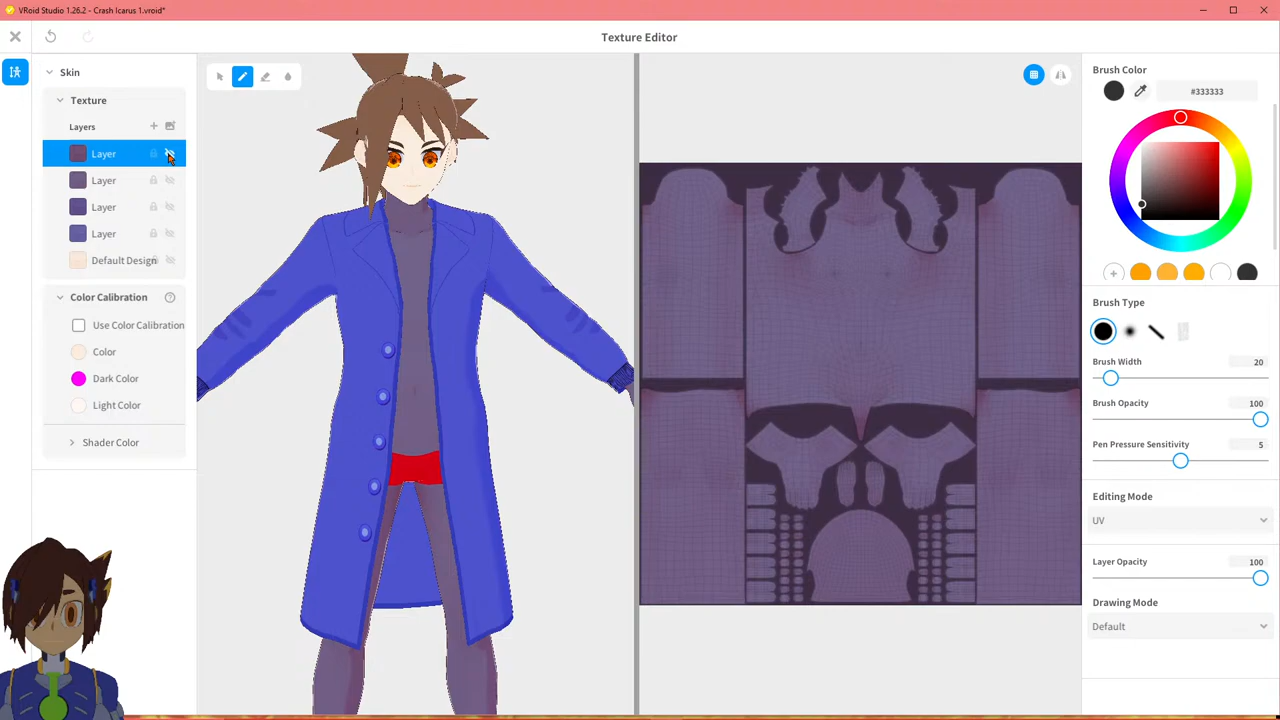 VRoid Studio 1.26.2 - Crash Icarus 1.vroid*
Texture Editor
Skin
Texture
Layers
Layer
Layer
Layer
Layer
Default Design
Color Calibration
Use Color Calibration
Color
Dark Color
Light Color
Shader Color
Brush Color
#333333
Brush Type
Brush Width 20
Brush Opacity 100
Pen Pressure Sensitivity 5
Editing Mode
UV
Layer Opacity 100
Drawing Mode
Default